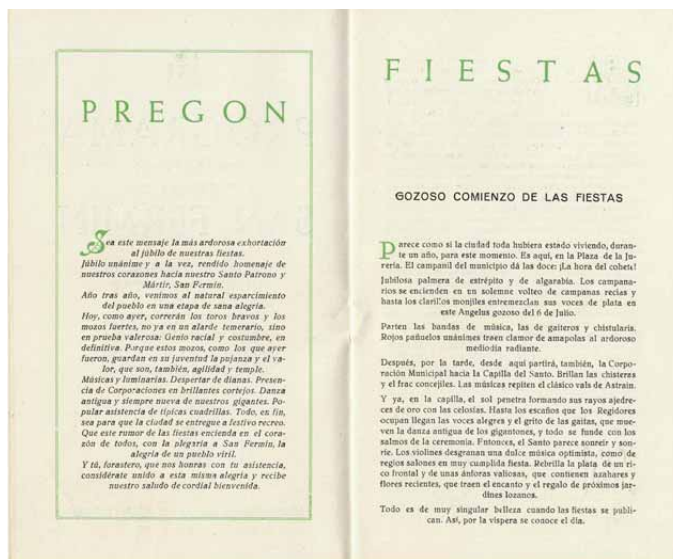 PREGON
Sea este mensaje la más ardorosa exhortación
al júbilo de nuestras fiestas.
Júbilo unánime y a la vez, rendido homenaje de
nuestros corazones hacia nuestro Santo Patrono y
Mártir, San Fermín.
Año tras año, venimos al natural esparcimiento
del pueblo en una etapa de sana alegría.
Hoy, como ayer, correrán los toros bravos y los
mozos fuertes, no ya en un alarde temerario, sino
en prueba valerosa: Genio racial y costumbre, en
definitiva. Porque estos mozos, como los que ayer
fueron, guardan en su juventud la pujanza y el va-
lor, que son, también, agilidad y temple.
Músicas y luminarias. Despertar de dianas. Presen-
cia de Corporaciones en brillantes cortejos. Danza
antigua y siempre nueva de nuestros gigantes. Po-
pular asistencia de típicas cuadrillas. Todo, en fin,
sea para que la ciudad se entregue a festivo recreo.
Que este rumor de las fiestas encienda en el cora-
zón de todos, con la plegaria a San Fermín, la
alegría de un pueblo viril.
Y tú, forastero, que nos honras con tu asistencia,
considérate unido a esta misma alegría y recibe
nuestro saludo de cordial bienvenida.
FIESTAS
GOZOSO COMIENZO DE LAS FIESTAS
Parece como si la ciudad toda hubiera estado viviendo, duran-
te un año, para este momento. Es aquí, en la Plaza de la Ju-
rería. El campanil del municipio dá las doce: ¡La hora del cohete!
Jubilosa palmera de estrépito y de algarabía. Los campana-
rios se encienden en un solemne volteo de campanas recias y
hasta los clarillos monjiles entremezclan sus voces de plata en
este Angelus gozoso del 6 de Julio.
Parten las bandas de música, las de gaiteros y chistularis.
Rojos pañuelos unánimes traen clamor de amapolas al ardoroso
mediodía radiante.
Después, por la tarde, desde aquí partirá, también, la Corpo-
ración Municipal hacia la Capilla del Santo. Brillan las chisteras
y el frac concejiles. Las músicas repiten el clásico vals de Astrain.
Y ya, en la capilla, el sol penetra formando sus rayos ajedre-
ces de oro con las celosías. Hasta los escaños que los Regidores
ocupan llegan las voces alegres y el grito de las gaitas, que mue-
ven la danza antigua de los gigantones, y todo se funde con los
salmos de la ceremonia. Entonces, el Santo parece sonreir y son-
ríe. Los violines desgranan una dulce música optimista, como de
regios salones en muy cumplida fiesta. Rebrilla la plata de un ri-
co frontal y de unas ánforas valiosas, que contienen azahares y
flores recientes, que traen el encanto y el regalo de próximos jar-
dines lozanos.
Todo es de muy singular belleza cuando las fiestas se publi-
can. Así, por la víspera se conoce el día.